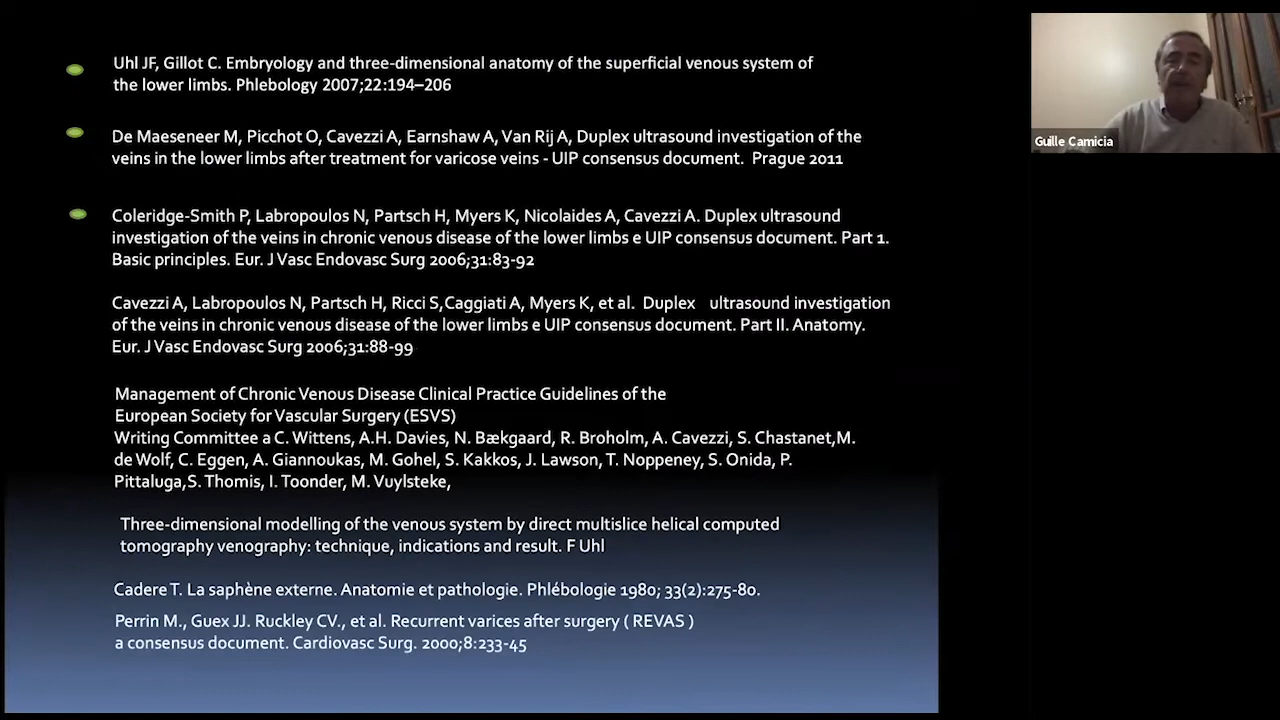 Uhl JF, Gillot C. Embryology and three-dimensional anatomy of the superficial venous system of
the lower limbs. Phlebology 2007;22:194–206
De Maeseneer M, Picchot O, Cavezzi A, Earnshaw A, Van Rij A, Duplex ultrasound investigation of the
veins in the lower limbs after treatment for varicose veins - UIP consensus document. Prague 2011
Coleridge-Smith P, Labropoulos N, Partsch H, Myers K, Nicolaides A, Cavezzi A. Duplex ultrasound
investigation of the veins in chronic venous disease of the lower limbs e UIP consensus document. Part 1.
Basic principles. Eur. J Vasc Endovasc Surg 2006;31:83-92
Cavezzi A, Labropoulos N, Partsch H, Ricci S,Caggiati A, Myers K, et al. Duplex ultrasound investigation
of the veins in chronic venous disease of the lower limbs e UIP consensus document. Part II. Anatomy.
Eur. J Vasc Endovasc Surg 2006;31:88-99
Management of Chronic Venous Disease Clinical Practice Guidelines of the
European Society for Vascular Surgery (ESVS)
Writing Committee a C. Wittens, A.H. Davies, N. Bækgaard, R. Broholm, A. Cavezzi, S. Chastanet,M.
de Wolf, C. Eggen, A. Giannoukas, M. Gohel, S. Kakkos, J. Lawson, T. Noppeney, S. Onida, P.
Pittaluga,S. Thomis, I. Toonder, M. Vuylsteke,
Three-dimensional modelling of the venous system by direct multislice helical computed
tomography venography: technique, indications and result. F Uhl
Cadere T. La saphène externe. Anatomie et pathologie. Phlébologie 1980; 33(2):275-80.
Perrin M., Guex JJ. Ruckley CV., et al. Recurrent varices after surgery ( REVAS )
a consensus document. Cardiovasc Surg. 2000;8:233-45
Guille Camicia